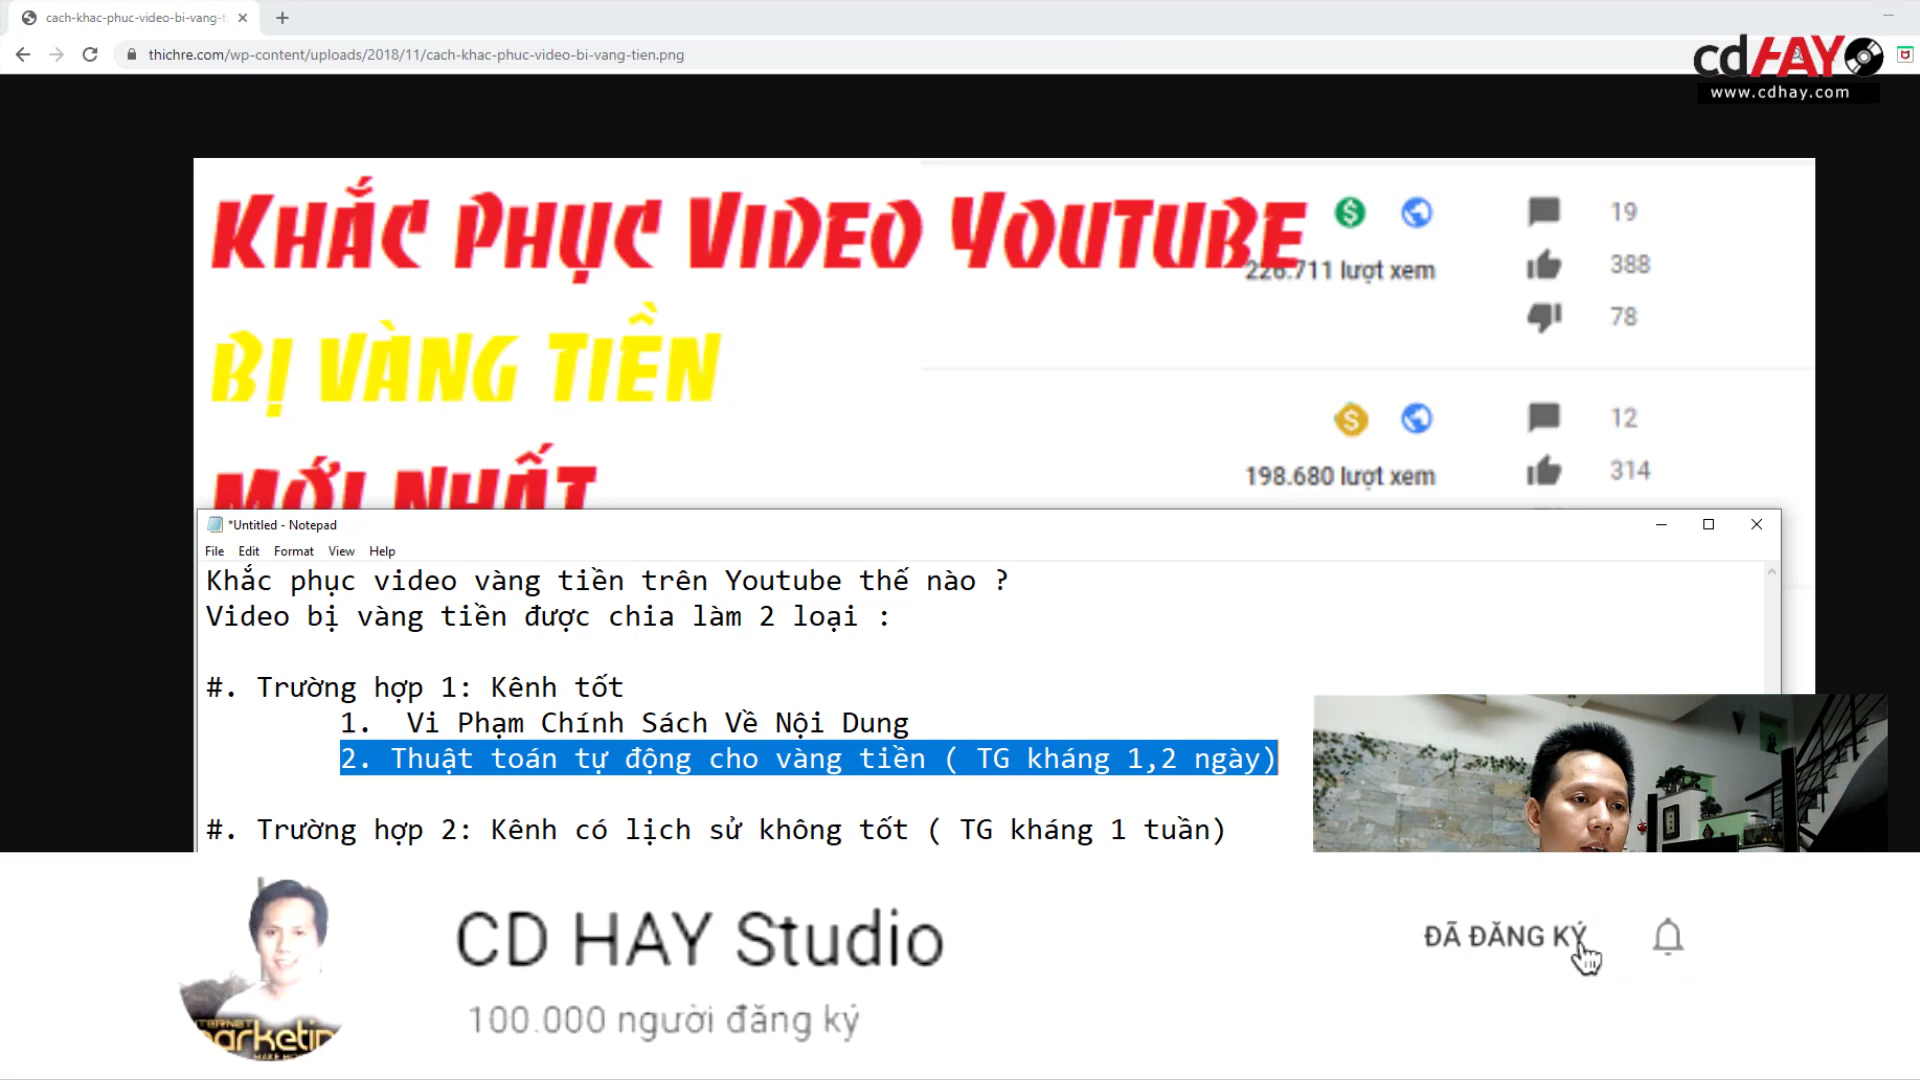 cach-khac-phuc-video-bi-vang-t
thichre.com/wp-content/uploads/2018/11/cach-khac-phuc-video-bi-vang-tien.png
cdHAY
www.cdhay.com
KHẮC PHỤC VIDEO YOUTUBE
BỊ VÀNG TIỀN
MỚI NHẤT
19
226.711 lượt xem
388
78
12
198.680 lượt xem
314
*Untitled - Notepad
File Edit Format View Help
Khắc phục video vàng tiền trên Youtube thế nào ?
Video bị vàng tiền được chia làm 2 loại :
#. Trường hợp 1: Kênh tốt
1. Vi Phạm Chính Sách Về Nội Dung
2. Thuật toán tự động cho vàng tiền ( TG kháng 1,2 ngày)
#. Trường hợp 2: Kênh có lịch sử không tốt ( TG kháng 1 tuần)
CD HAY Studio
100.000 người đăng ký
ĐÃ ĐĂNG KÝ